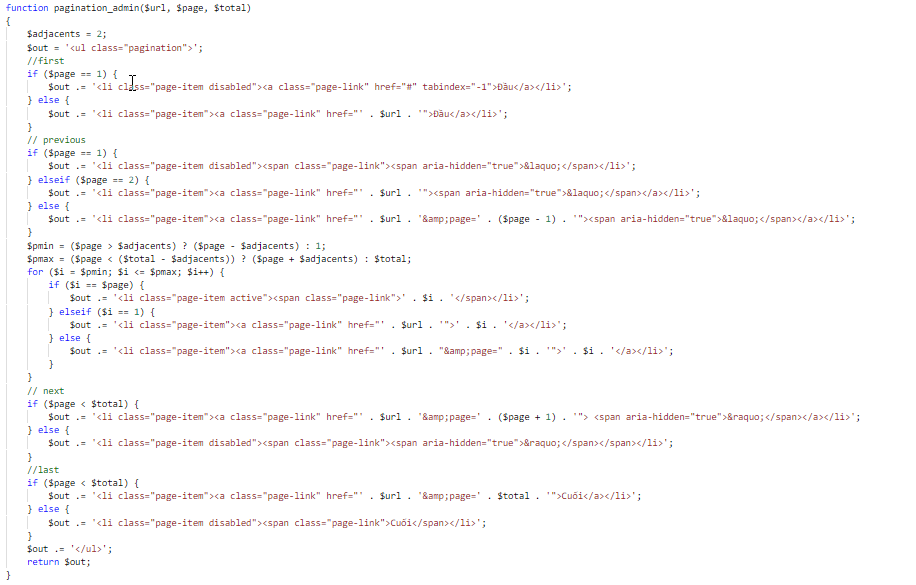 function pagination_admin($url, $page, $total)
{
    $adjacents = 2;
    $out = '<ul class="pagination">';
    //first
    if ($page == 1) {
        $out .= '<li class="page-item disabled"><a class="page-link" href="#" tabindex="-1">Đầu</a></li>';
    } else {
        $out .= '<li class="page-item"><a class="page-link" href="' . $url . '">Đầu</a></li>';
    }
    // previous
    if ($page == 1) {
        $out .= '<li class="page-item disabled"><span class="page-link"><span aria-hidden="true">&laquo;</span></li>';
    } elseif ($page == 2) {
        $out .= '<li class="page-item"><a class="page-link" href="' . $url . '"><span aria-hidden="true">&laquo;</span></a></li>';
    } else {
        $out .= '<li class="page-item"><a class="page-link" href="' . $url . '&amp;page=' . ($page - 1) . '"><span aria-hidden="true">&laquo;</span></a></li>';
    }
    $pmin = ($page > $adjacents) ? ($page - $adjacents) : 1;
    $pmax = ($page < ($total - $adjacents)) ? ($page + $adjacents) : $total;
    for ($i = $pmin; $i <= $pmax; $i++) {
        if ($i == $page) {
            $out .= '<li class="page-item active"><span class="page-link">' . $i . '</span></li>';
        } elseif ($i == 1) {
            $out .= '<li class="page-item"><a class="page-link" href="' . $url . '">' . $i . '</a></li>';
        } else {
            $out .= '<li class="page-item"><a class="page-link" href="' . $url . "&amp;page=" . $i . '">' . $i . '</a></li>';
        }
    }
    // next
    if ($page < $total) {
        $out .= '<li class="page-item"><a class="page-link" href="' . $url . '&amp;page=' . ($page + 1) . '"> <span aria-hidden="true">&raquo;</span></a></li>';
    } else {
        $out .= '<li class="page-item disabled"><span class="page-link"><span aria-hidden="true">&raquo;</span></span></li>';
    }
    //last
    if ($page < $total) {
        $out .= '<li class="page-item"><a class="page-link" href="' . $url . '&amp;page=' . $total . '">Cuối</a></li>';
    } else {
        $out .= '<li class="page-item disabled"><span class="page-link">Cuối</span></li>';
    }
    $out .= '</ul>';
    return $out;
}